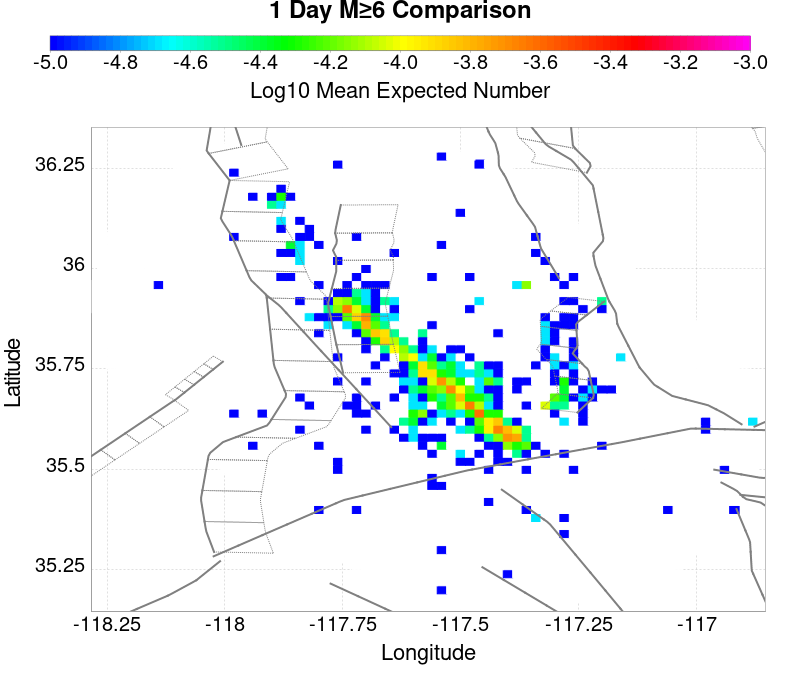 1 Day M≥6 Comparison
-5.0 -4.8 -4.6 -4.4 -4.2 -4.0 -3.8 -3.6 -3.4 -3.2 -3.0
Log10 Mean Expected Number
36.25
36
35.75
35.5
35.25
Latitude
-118.25 -118 -117.75 -117.5 -117.25 -117
Longitude